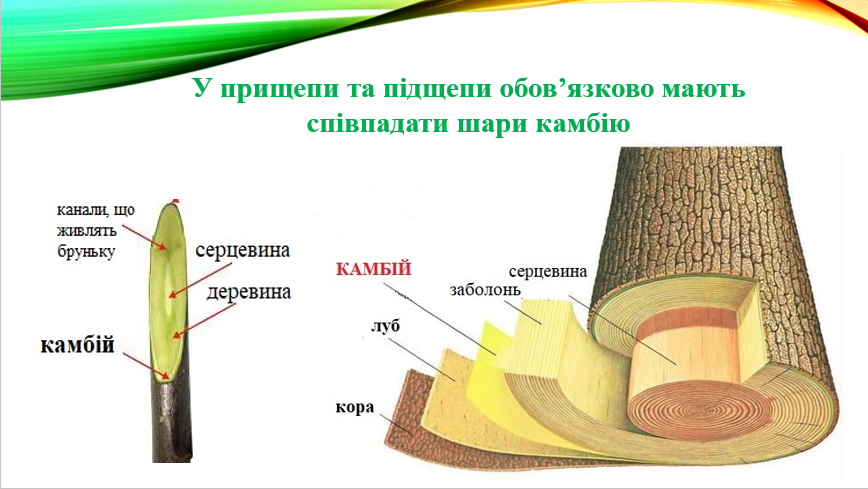 У прищепи та підщепи обов’язково мають
співпадати шари камбію
канали, що
живлять
бруньку
серцевина
деревина
камбій
КАМБІЙ
серцевина
заболонь
луб
кора